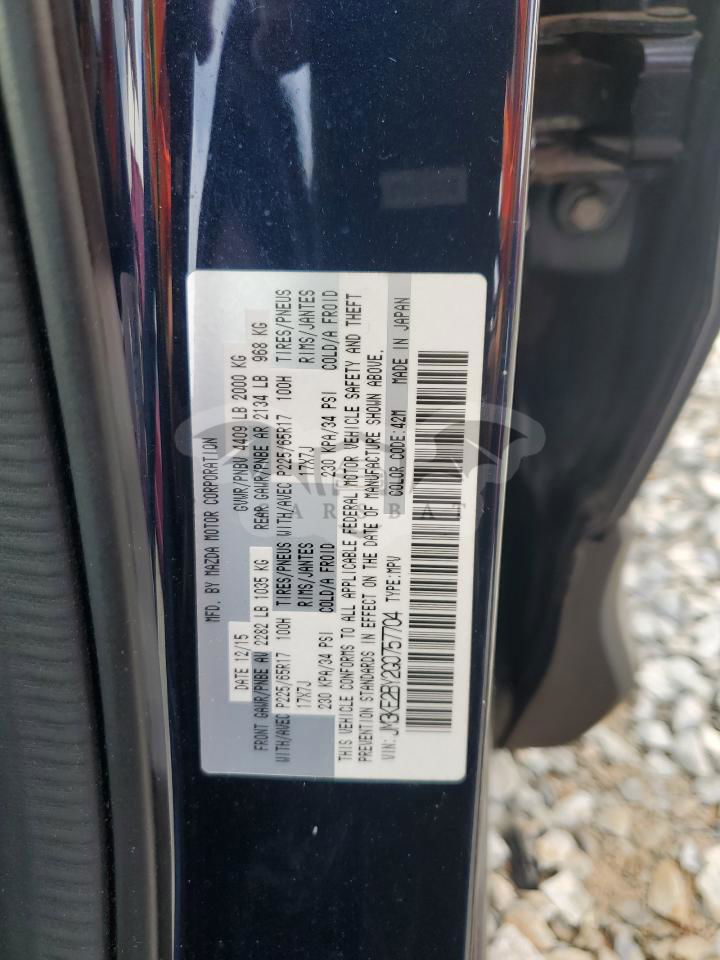 MFD. BY MAZDA MOTOR CORPORATION
DATE 12/15 GVWR/PNBV 4409 LB 2000 KG
FRONT GAWR/PNBE AV 2282 LB 1035 KG REAR GAWR/PNBE AR 2134 LB 968 KG
WITH/AVEC P225/65R17 100H TIRES/PNEUS WITH/AVEC P225/65R17 100H TIRES/PNEUS
17X7J RIMS/JANTES 17X7J RIMS/JANTES
230 KPA/34 PSI COLD/A FROID 230 KPA/34 PSI COLD/A FROID
THIS VEHICLE CONFORMS TO ALL APPLICABLE FEDERAL MOTOR VEHICLE SAFETY AND THEFT
PREVENTION STANDARDS IN EFFECT ON THE DATE OF MANUFACTURE SHOWN ABOVE.
VIN: JM3KE2BY2G0757704 TYPE:MPV COLOR CODE:42M MADE IN JAPAN